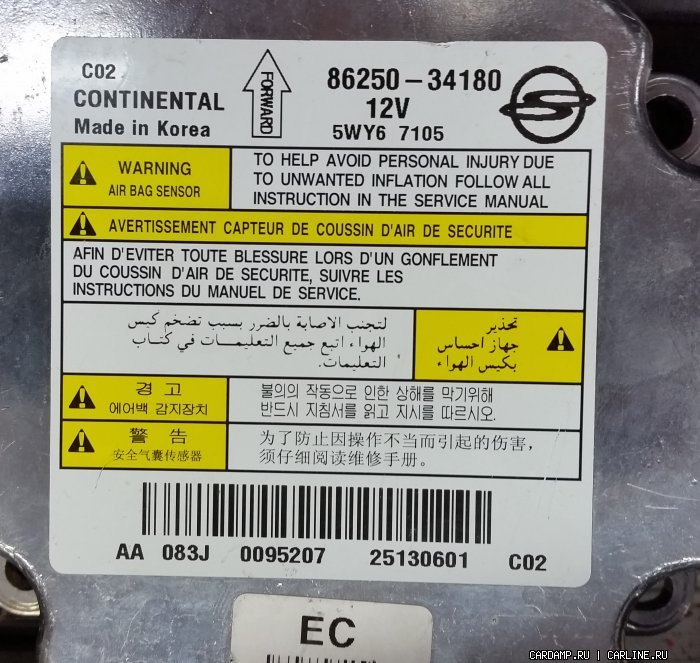 C02
CONTINENTAL
Made in Korea
FORWARD
86250-34180
12V
5WY6 7105
WARNING
AIR BAG SENSOR
TO HELP AVOID PERSONAL INJURY DUE
TO UNWANTED INFLATION FOLLOW ALL
INSTRUCTION IN THE SERVICE MANUAL
AVERTISSEMENT CAPTEUR DE COUSSIN D'AIR DE SECURITE
AFIN D'EVITER TOUTE BLESSURE LORS D'UN GONFLEMENT
DU COUSSIN D'AIR DE SECURITE, SUIVRE LES
INSTRUCTIONS DU MANUEL DE SERVICE.
تحذير
جهاز احساس
بكيس الهواء
لتجنب الاصابة بالضرر بسبب تضخم كيس
الهواء اتبع جميع التعليمات في كتاب
التعليمات.
경 고
에어백 감지장치
불의의 작동으로 인한 상해를 막기위해
반드시 지침서를 읽고 지시를 따르시오.
警 告
安全气囊传感器
为了防止因操作不当而引起的伤害,
须仔细阅读维修手册。
AA 083J 0095207 25130601 C02
EC
CARDAMP.RU | CARLINE.RU